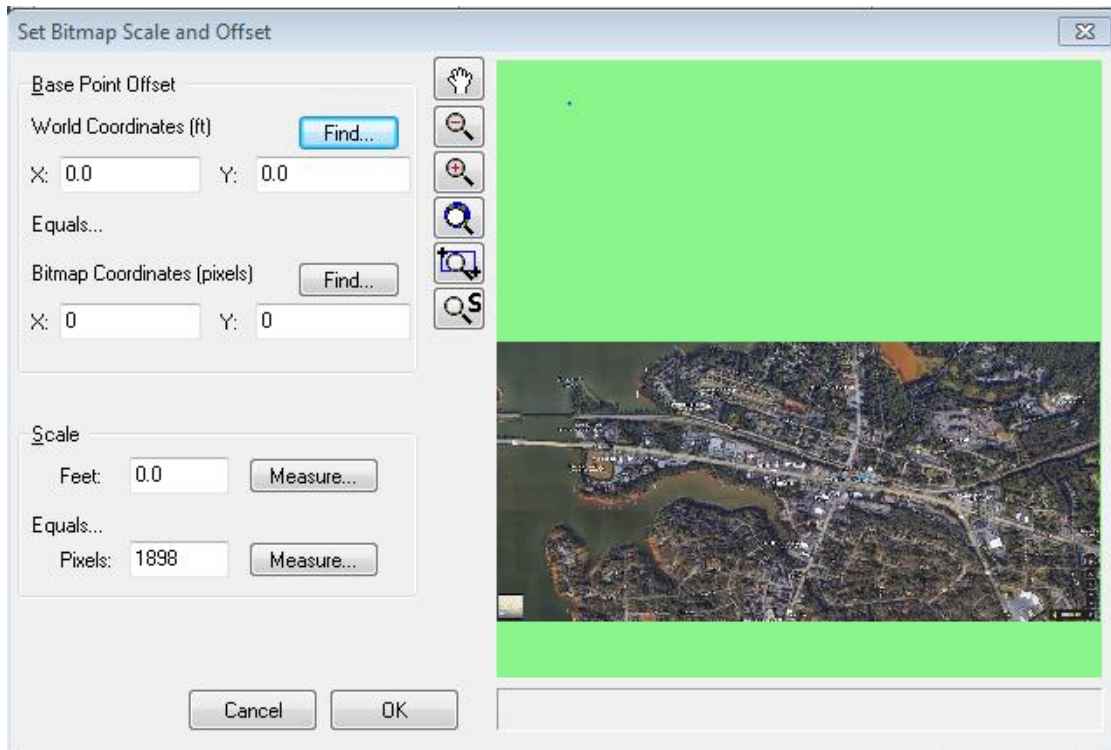 Set Bitmap Scale and Offset
Base Point Offset
World Coordinates (ft)
Find...
X: 0.0 Y: 0.0
Equals...
Bitmap Coordinates (pixels)
Find...
X: 0 Y: 0
S
Scale
Feet: 0.0 Measure...
Equals...
Pixels: 1898 Measure...
Cancel OK